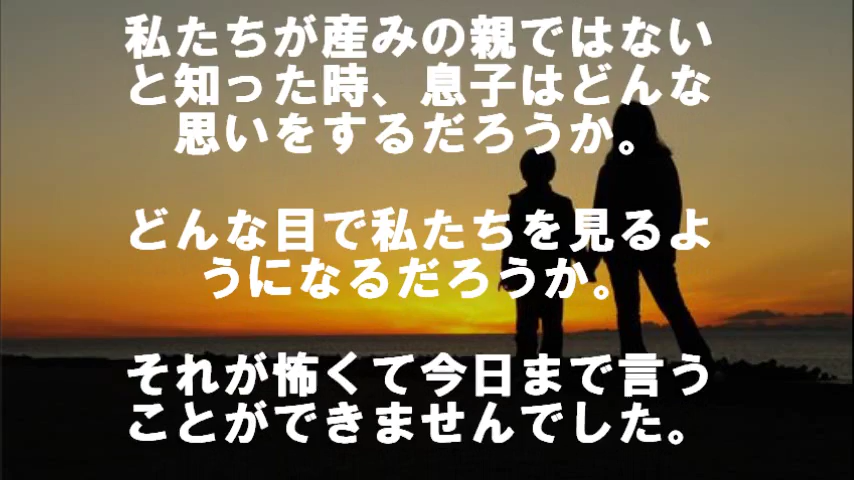 私たちが産みの親ではない
と知った時、息子はどんな
思いをするだろうか。
どんな目で私たちを見るよ
うになるだろうか。
それが怖くて今日まで言う
ことができませんでした。